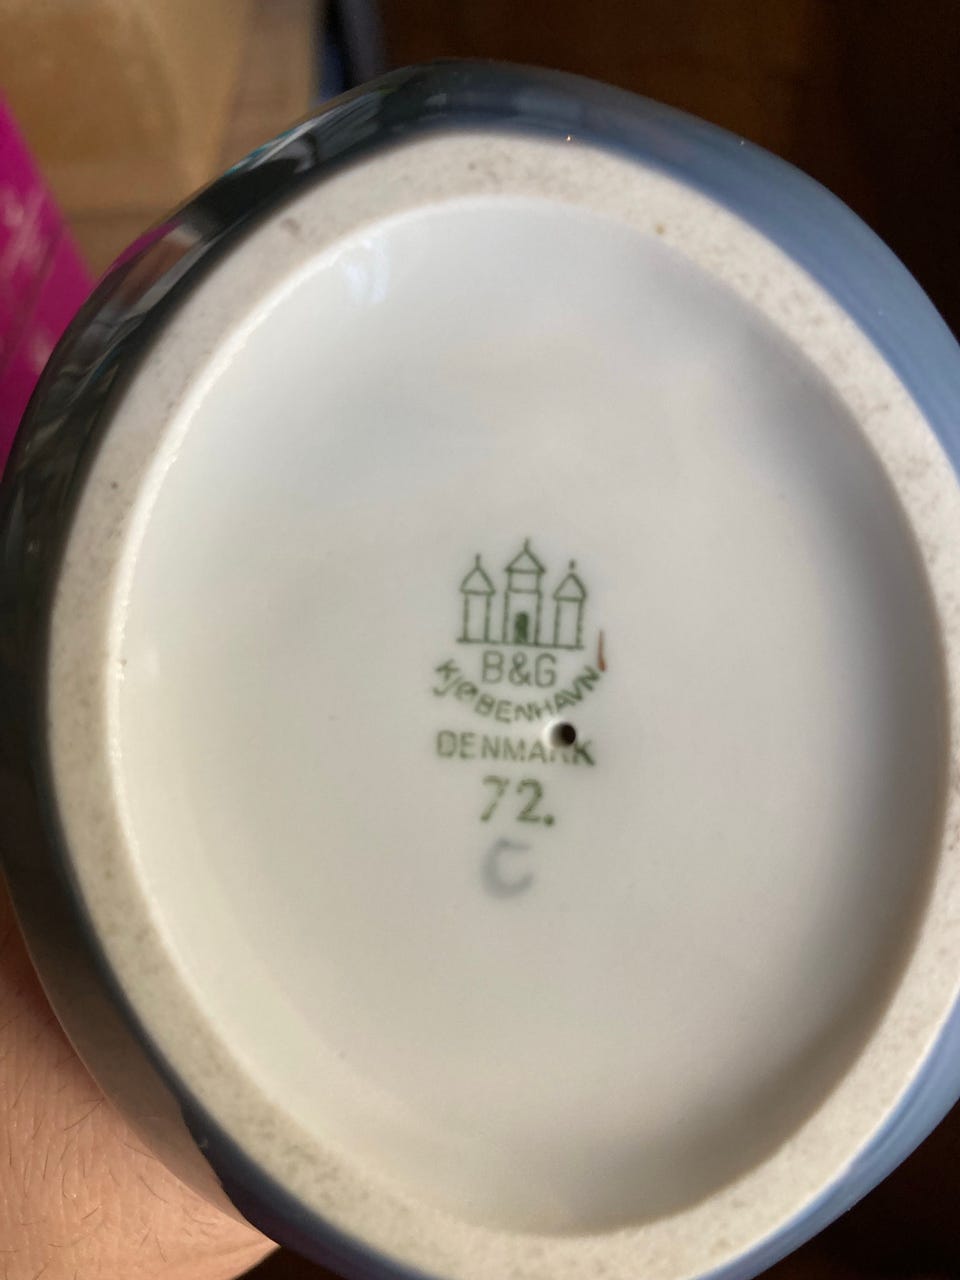 B&G
KJØBENHAVN
DENMARK
72.
C